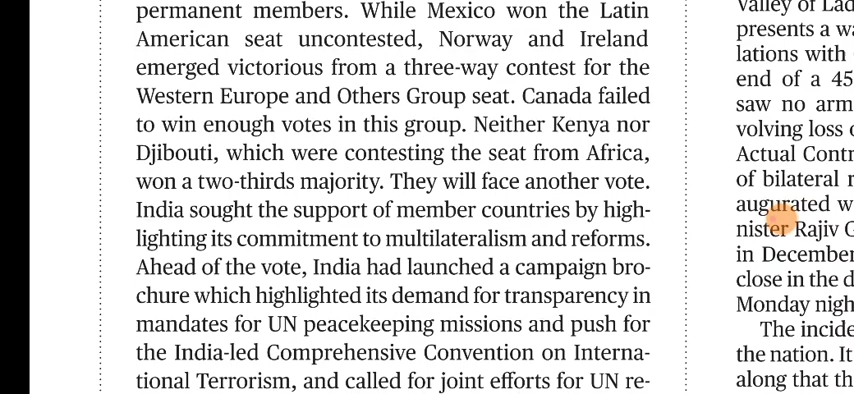 permanent members. While Mexico won the Latin
American seat uncontested, Norway and Ireland
emerged victorious from a three-way contest for the
Western Europe and Others Group seat. Canada failed
to win enough votes in this group. Neither Kenya nor
Djibouti, which were contesting the seat from Africa,
won a two-thirds majority. They will face another vote.
India sought the support of member countries by high-
lighting its commitment to multilateralism and reforms.
Ahead of the vote, India had launched a campaign bro-
chure which highlighted its demand for transparency in
mandates for UN peacekeeping missions and push for
the India-led Comprehensive Convention on Interna-
tional Terrorism, and called for joint efforts for UN re-
Valley of Lad
presents a wa
lations with
end of a 45
saw no arm
volving loss o
Actual Contr
of bilateral r
augurated w
nister Rajiv G
in December
close in the d
Monday nigh
The incide
the nation. It
along that th